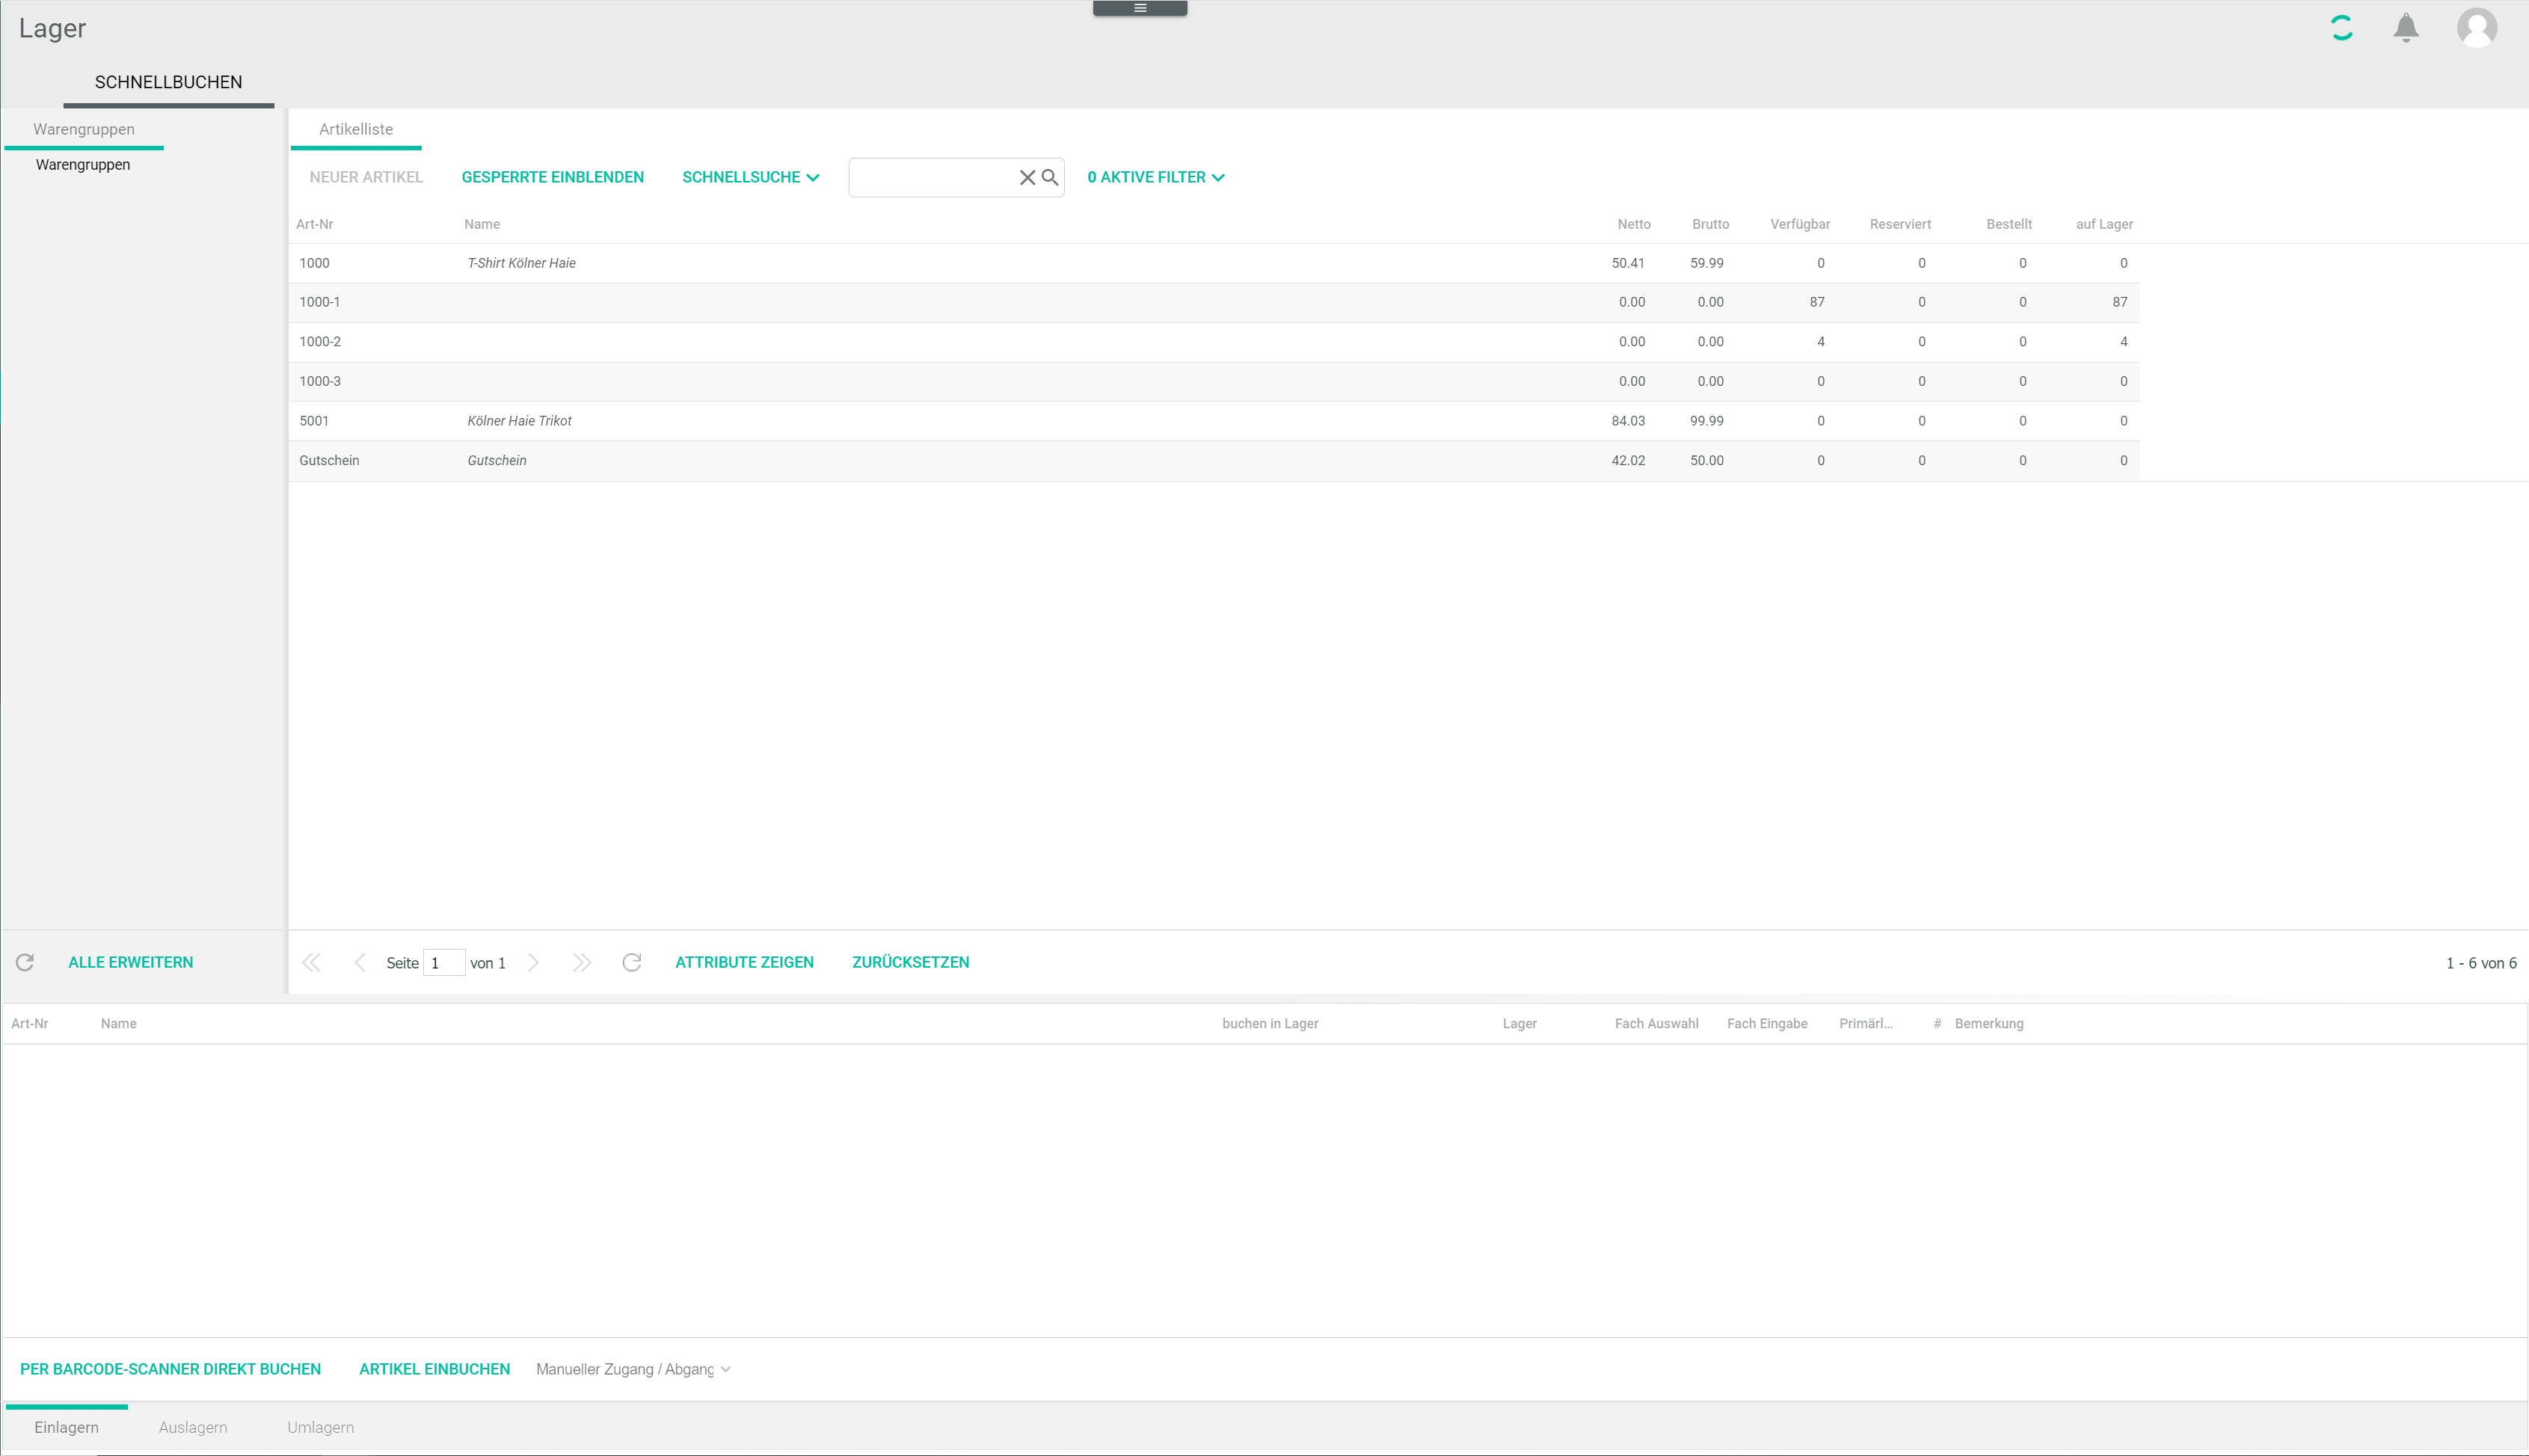 Lager
SCHNELLBUCHEN
Warengruppen
Warengruppen
Artikelliste
NEUER ARTIKEL GESPERRTE EINBLENDEN SCHNELLSUCHE 0 AKTIVE FILTER
Art-Nr Name Netto Brutto Verfügbar Reserviert Bestellt auf Lager
1000 T-Shirt Kölner Haie 50.41 59.99 0 0 0 0
1000-1 0.00 0.00 87 0 0 87
1000-2 0.00 0.00 4 0 0 4
1000-3 0.00 0.00 0 0 0 0
5001 Kölner Haie Trikot 84.03 99.99 0 0 0 0
Gutschein Gutschein 42.02 50.00 0 0 0 0
ALLE ERWEITERN Seite 1 von 1 ATTRIBUTE ZEIGEN ZURÜCKSETZEN 1 - 6 von 6
Art-Nr Name buchen in Lager Lager Fach Auswahl Fach Eingabe Primärl... # Bemerkung
PER BARCODE-SCANNER DIREKT BUCHEN ARTIKEL EINBUCHEN Manueller Zugang / Abgang
Einlagern Auslagern Umlagern